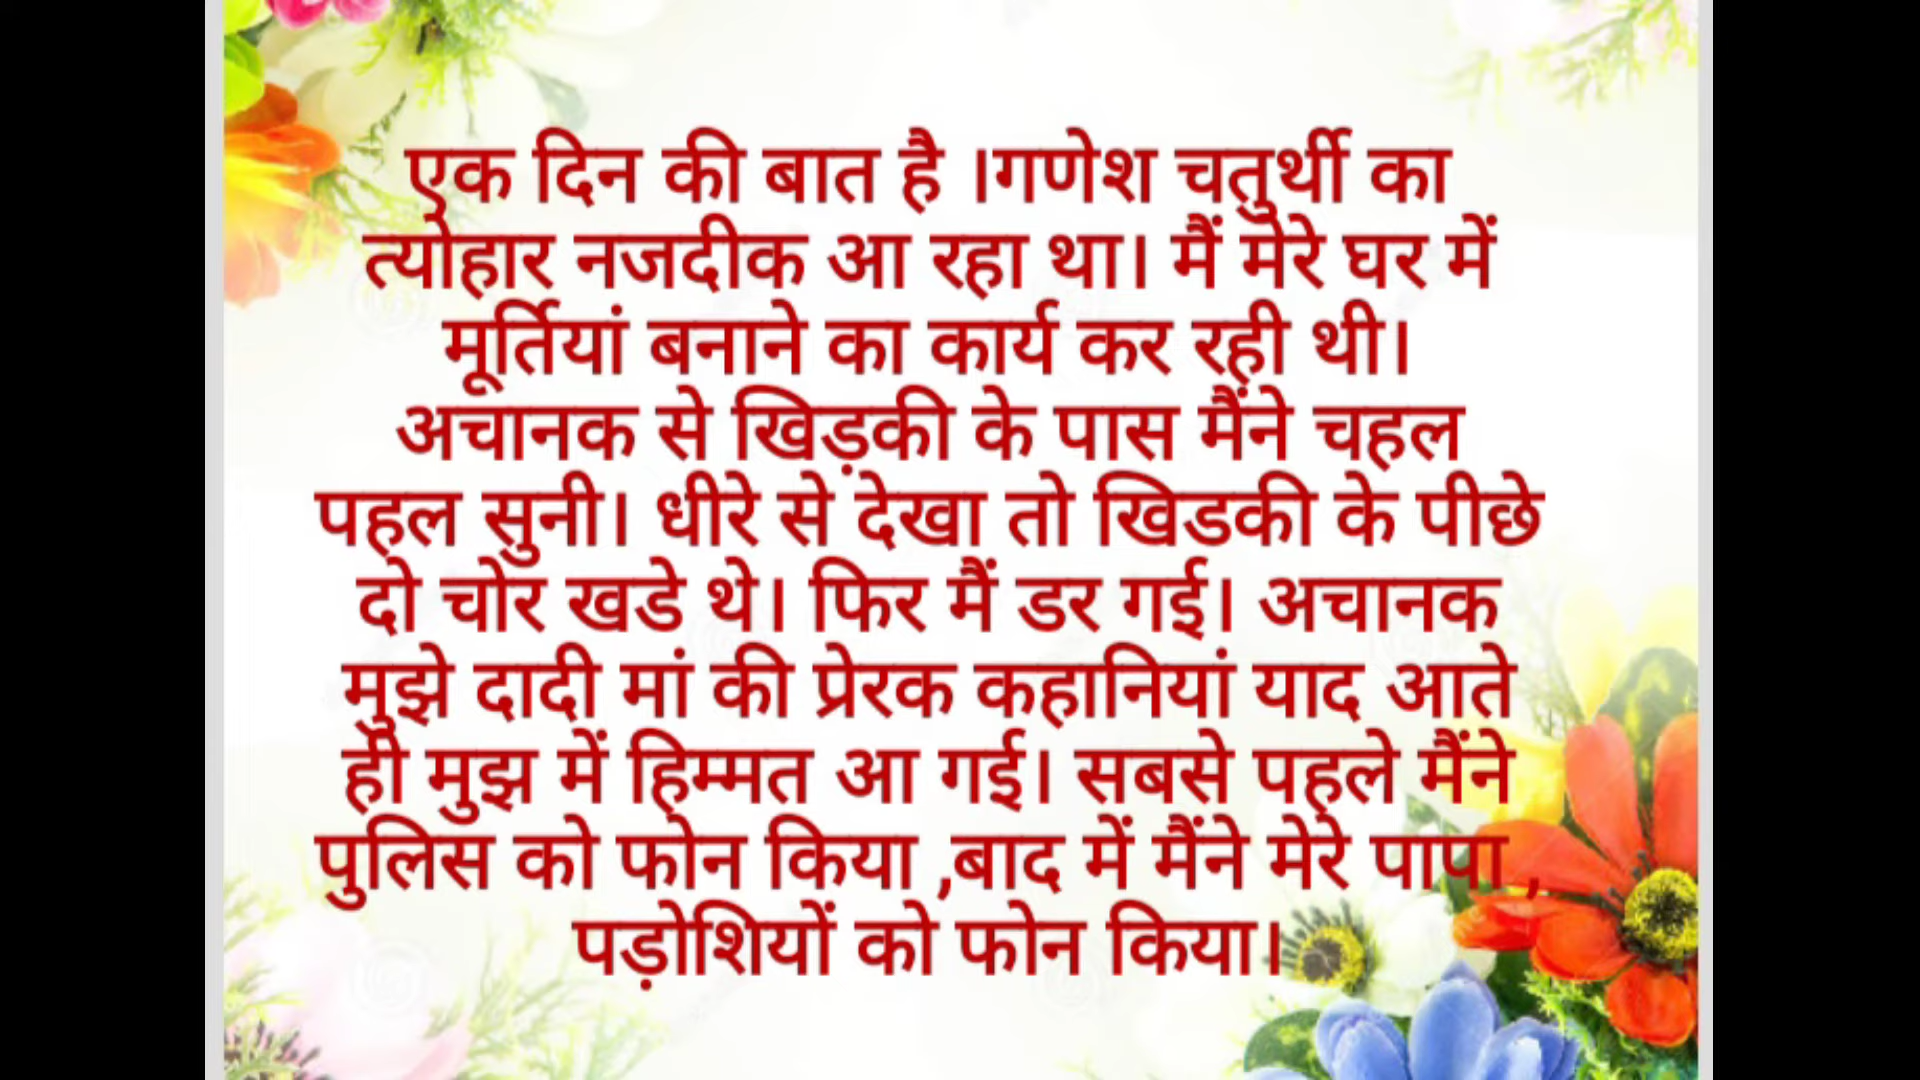 एक दिन की बात है ।गणेश चतुर्थी का
त्योहार नजदीक आ रहा था। मैं मेरे घर में
मूर्तियां बनाने का कार्य कर रही थी।
अचानक से खिड़की के पास मैंने चहल
पहल सुनी। धीरे से देखा तो खिडकी के पीछे
दो चोर खडे थे। फिर मैं डर गई। अचानक
मुझे दादी मां की प्रेरक कहानियां याद आते
ही मुझ में हिम्मत आ गई। सबसे पहले मैंने
पुलिस को फोन किया ,बाद में मैंने मेरे पापा ,
पड़ोशियों को फोन किया।